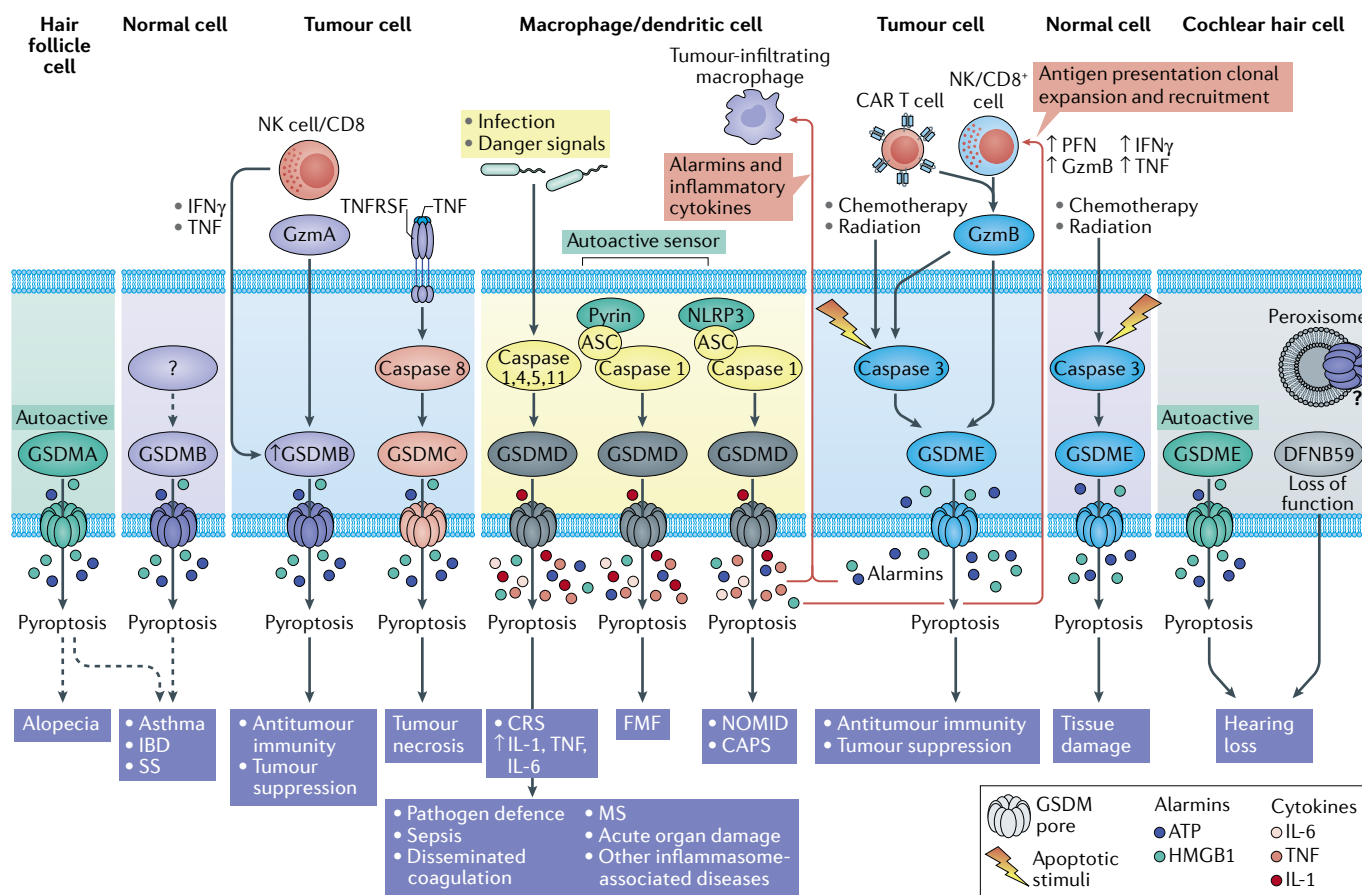 Hair
follicle
cell
Normal cell
Tumour cell
Macrophage/dendritic cell
Tumour cell
Normal cell
Cochlear hair cell
NK cell/CD8
• IFNγ
• TNF
GzmA
TNFRSF
TNF
• Infection
• Danger signals
Autoactive sensor
Tumour-infiltrating
macrophage
Alarmins and
inflammatory
cytokines
CAR T cell
NK/CD8⁺
cell
Antigen presentation clonal
expansion and recruitment
↑ PFN ↑ IFNγ
↑ GzmB ↑ TNF
• Chemotherapy
• Radiation
GzmB
• Chemotherapy
• Radiation
Autoactive
GSDMA
?
GSDMB
↑GSDMB
Caspase 8
GSDMC
Caspase
1,4,5,11
GSDMD
Pyrin
ASC
Caspase 1
GSDMD
NLRP3
ASC
Caspase 1
GSDMD
Caspase 3
GSDME
Caspase 3
GSDME
Autoactive
GSDME
Peroxisome
?
DFNB59
Loss of
function
Alarmins
Pyroptosis
Pyroptosis
Pyroptosis
Pyroptosis
Pyroptosis
Pyroptosis
Pyroptosis
Pyroptosis
Pyroptosis
Pyroptosis
Alopecia
• Asthma
• IBD
• SS
• Antitumour
immunity
• Tumour
suppression
Tumour
necrosis
• CRS
↑IL-1, TNF,
IL-6
FMF
• NOMID
• CAPS
• Antitumour immunity
• Tumour suppression
Tissue
damage
Hearing
loss
• Pathogen defence
• Sepsis
• Disseminated
coagulation
• MS
• Acute organ damage
• Other inflammasome-
associated diseases
GSDM
pore
Apoptotic
stimuli
Alarmins
ATP
HMGB1
Cytokines
IL-6
TNF
IL-1